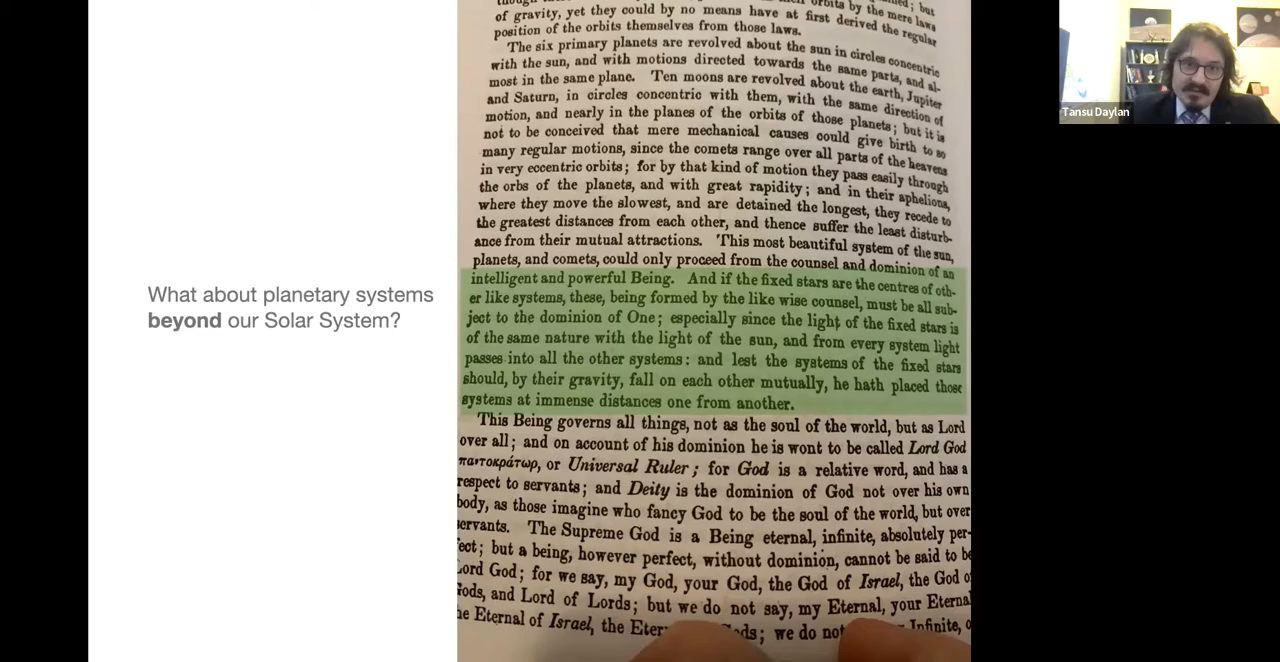 What about planetary systems
beyond our Solar System?
of gravity, yet they could by no means have at first derived the regular
position of the orbits themselves from those laws.
The six primary planets are revolved about the sun in circles concentric
with the sun, and with motions directed towards the same parts, and al-
most in the same plane. Ten moons are revolved about the earth, Jupiter
and Saturn, in circles concentric with them, with the same direction of
motion, and nearly in the planes of the orbits of those planets; but it is
not to be conceived that mere mechanical causes could give birth to so
many regular motions, since the comets range over all parts of the heavens
in very eccentric orbits; for by that kind of motion they pass easily through
the orbs of the planets, and with great rapidity; and in their aphelions,
where they move the slowest, and are detained the longest, they recede to
the greatest distances from each other, and thence suffer the least disturb-
ance from their mutual attractions. This most beautiful system of the sun,
planets, and comets, could only proceed from the counsel and dominion of an
intelligent and powerful Being. And if the fixed stars are the centres of oth-
er like systems, these, being formed by the like wise counsel, must be all sub-
ject to the dominion of One; especially since the light of the fixed stars is
of the same nature with the light of the sun, and from every system light
passes into all the other systems: and lest the systems of the fixed stars
should, by their gravity, fall on each other mutually, he hath placed those
systems at immense distances one from another.
This Being governs all things, not as the soul of the world, but as Lord
over all; and on account of his dominion he is wont to be called Lord God
παντοκράτωρ, or Universal Ruler; for God is a relative word, and has a
respect to servants; and Deity is the dominion of God not over his own
body, as those imagine who fancy God to be the soul of the world, but over
servants. The Supreme God is a Being eternal, infinite, absolutely per-
fect; but a being, however perfect, without dominion, cannot be said to be
Lord God; for we say, my God, your God, the God of Israel, the God o
Gods, and Lord of Lords; but we do not say, my Eternal, your Eternal
he Eternal of Israel, the Eter ds; we do not Infinite, o
Tansu Daylan